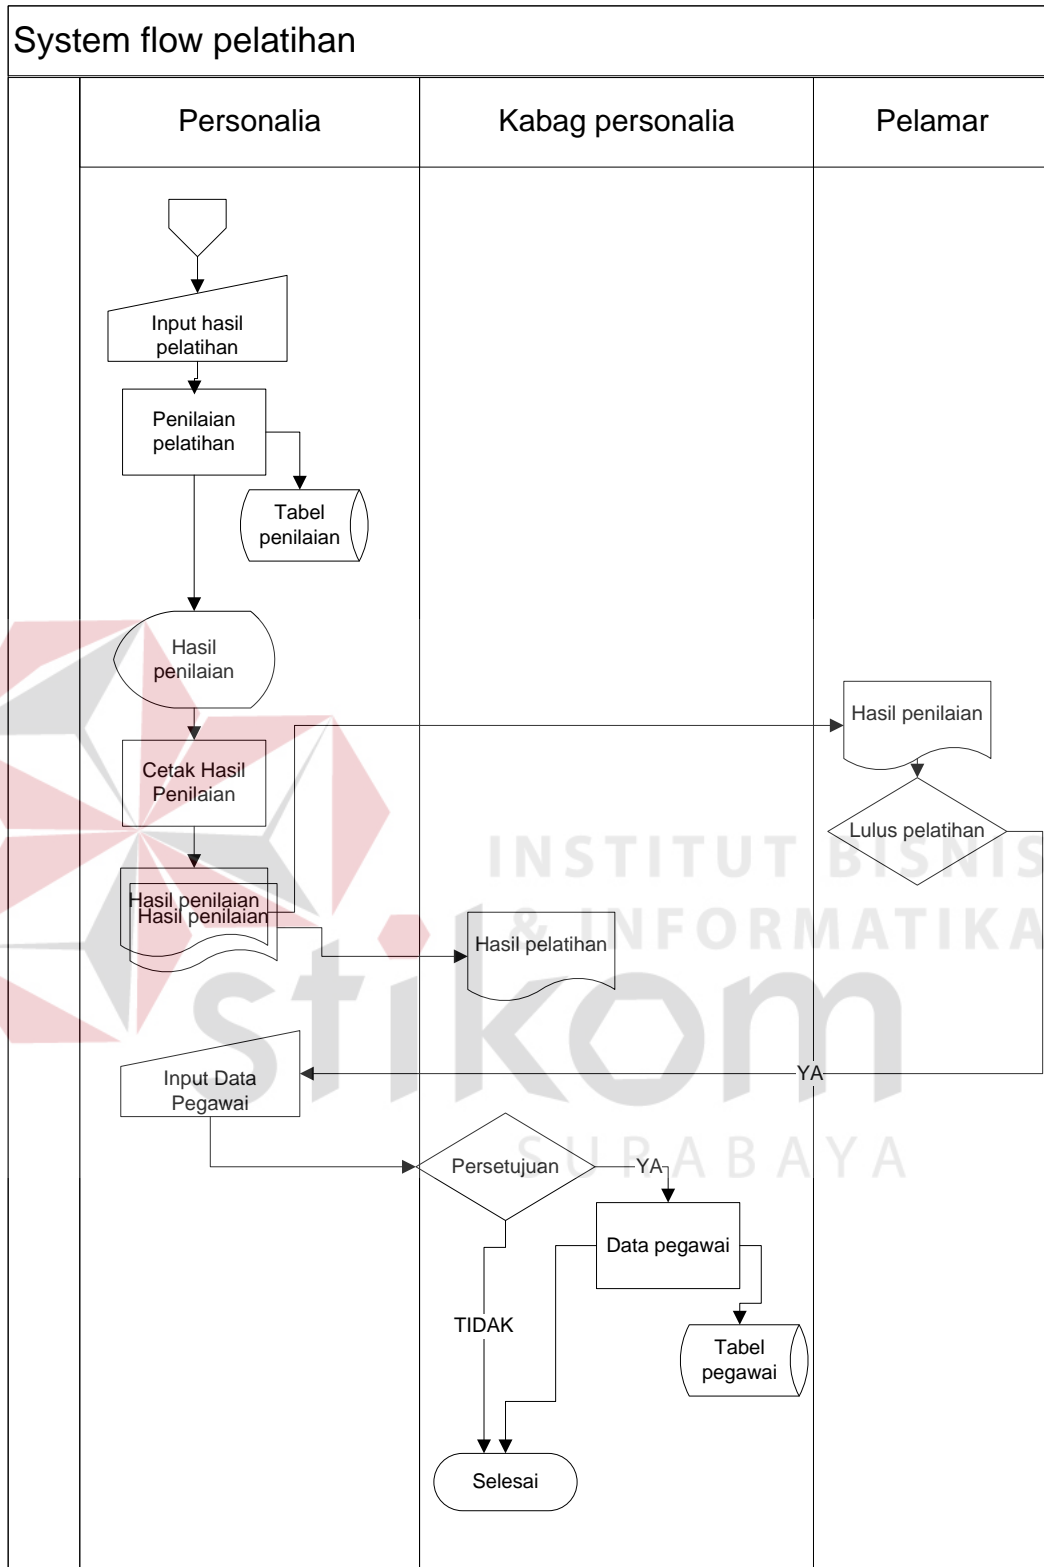 System flow pelatihan
Personalia
Kabag personalia
Pelamar
Input hasil
pelatihan
Penilaian
pelatihan
Tabel
penilaian
Hasil
penilaian
Hasil penilaian
Cetak Hasil
Penilaian
Lulus pelatihan
INSTITUT BISNIS
& INFORMATIKA
Hasil penilaian
Hasil penilaian
Hasil pelatihan
stikom
YA
Input Data
Pegawai
SURABAYA
Persetujuan
YA
Data pegawai
TIDAK
Tabel
pegawai
Selesai